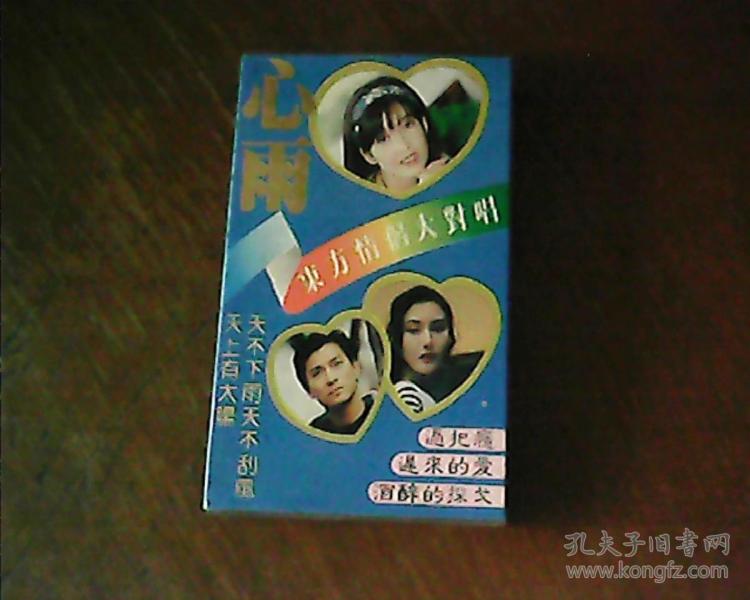 心雨
東方情侶大對唱
天不下雨天不刮風
天上有太陽
過把癮
遲來的愛
酒醉的探戈
孔夫子旧书网
www.kongfz.com